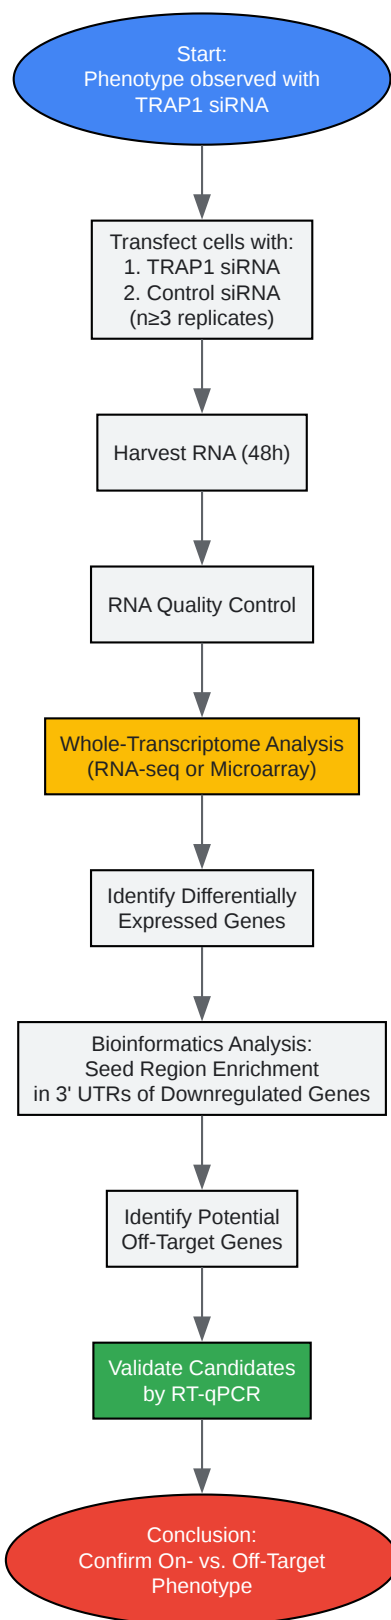 Start:
Phenotype observed with
TRAP1 siRNA
Transfect cells with:
1. TRAP1 siRNA
2. Control siRNA
(n≥3 replicates)
Harvest RNA (48h)
RNA Quality Control
Whole-Transcriptome Analysis
(RNA-seq or Microarray)
Identify Differentially
Expressed Genes
Bioinformatics Analysis:
Seed Region Enrichment
in 3' UTRs of Downregulated Genes
Identify Potential
Off-Target Genes
Validate Candidates
by RT-qPCR
Conclusion:
Confirm On- vs. Off-Target
Phenotype